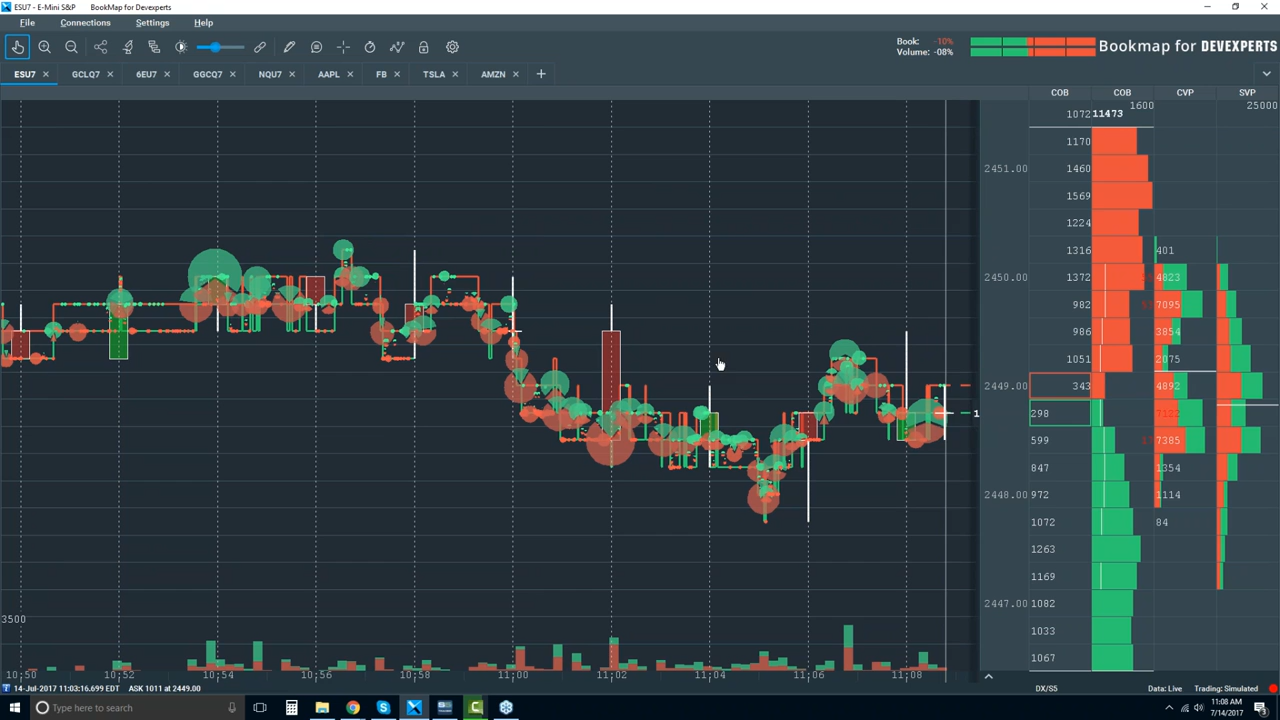 ESU7 - E-Mini S&P BookMap for Devexperts
File Connections Settings Help
Book: -10%
Volume: -08%
Bookmap for DEVEXPERTS
ESU7 GCLQ7 6EU7 GGCQ7 NQU7 AAPL FB TSLA AMZN
COB COB CVP SVP
1600 25000
1072 11473
1170
2451.00 1460
1569
1224
1316 401
2450.00 1372 4823
982 7095
986 3854
1051 2075
2449.00 343 4892
1 298 7122
599 7385
847 1354
2448.00 972 1114
1072 84
1263
1169
2447.00 1082
3500
1033
1067
10:50 10:52 10:54 10:56 10:58 11:00 11:02 11:04 11:06 11:08
14-Jul-2017 11:03:16.699 EDT ASK 1011 at 2449.00 DX/S5 Data: Live Trading: Simulated
Type here to search
11:08 AM
7/14/2017
3